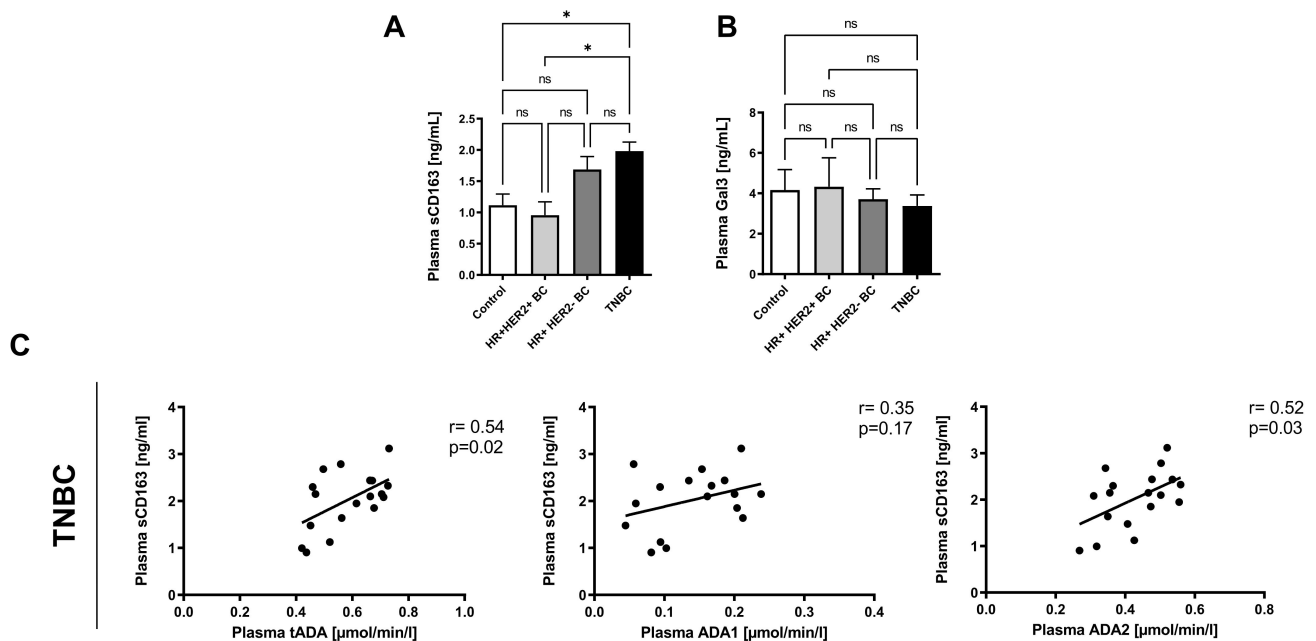 A
*
*
ns
ns
ns
ns
Plasma sCD163 [ng/mL]
2.5
2.0
1.5
1.0
0.5
0.0
Control
HR+HER2+ BC
HR+ HER2- BC
TNBC
B
ns
ns
ns
ns
ns
ns
Plasma Gal3 [ng/mL]
8
6
4
2
0
Control
HR+ HER2+ BC
HR+ HER2- BC
TNBC
C
TNBC
Plasma sCD163 [ng/ml]
4
3
2
1
0
0.0
0.2
0.4
0.6
0.8
1.0
Plasma tADA [µmol/min/l]
r= 0.54
p=0.02
Plasma sCD163 [ng/ml]
4
3
2
1
0
0.0
0.1
0.2
0.3
0.4
Plasma ADA1 [µmol/min/l]
r= 0.35
p=0.17
Plasma sCD163 [ng/ml]
4
3
2
1
0
0.0
0.2
0.4
0.6
0.8
Plasma ADA2 [µmol/min/l]
r= 0.52
p=0.03